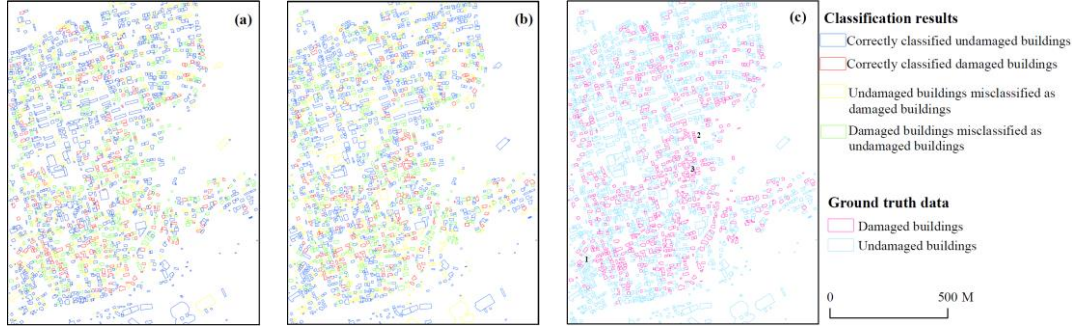 (a)
(b)
(c)
2
3
1
Classification results
Correctly classified undamaged buildings
Correctly classified damaged buildings
Undamaged buildings misclassified as
damaged buildings
Damaged buildings misclassified as
undamaged buildings
Ground truth data
Damaged buildings
Undamaged buildings
0 500 M